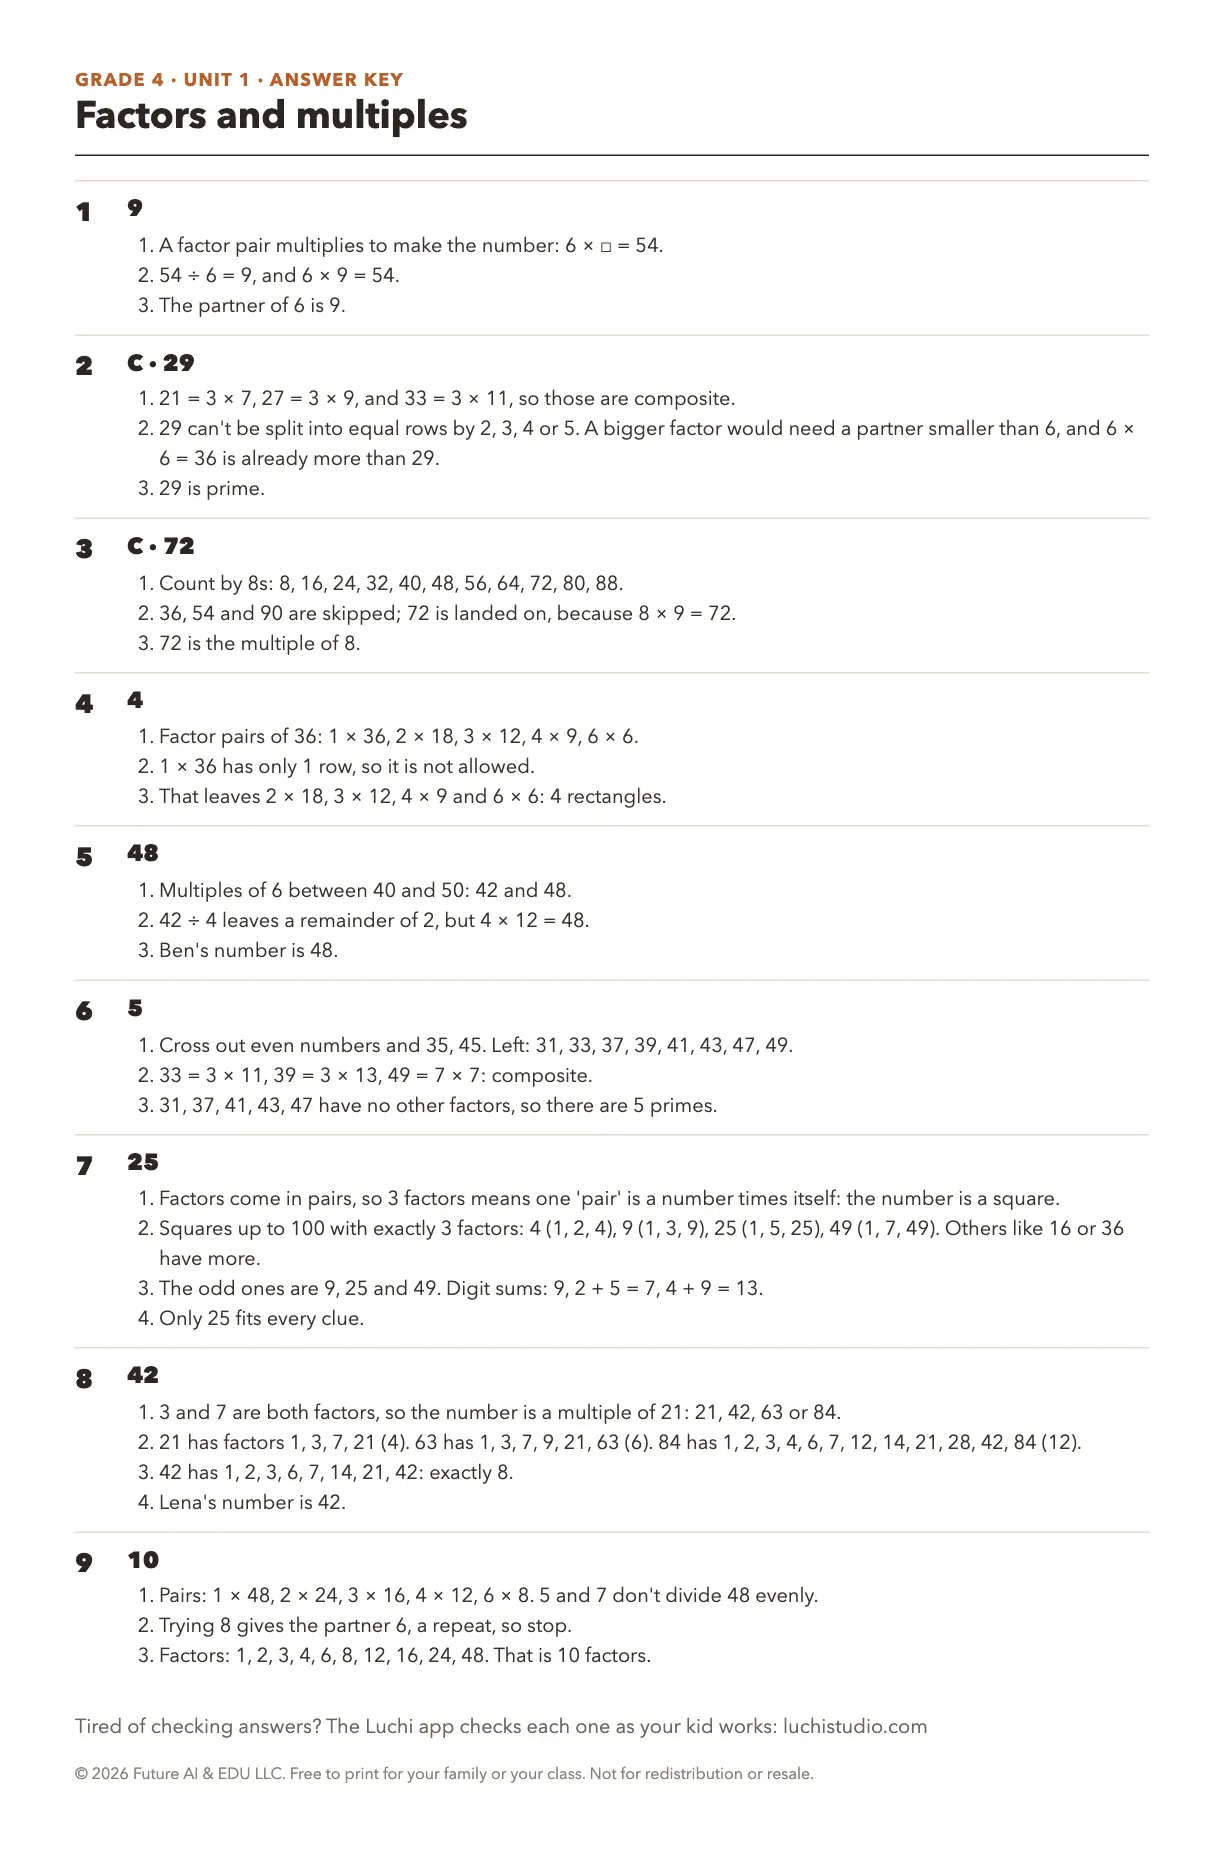 GRADE 4 · UNIT 1 · ANSWER KEY
Factors and multiples
1 9
1. A factor pair multiplies to make the number: 6 × □ = 54.
2. 54 ÷ 6 = 9, and 6 × 9 = 54.
3. The partner of 6 is 9.
2 C · 29
1. 21 = 3 × 7, 27 = 3 × 9, and 33 = 3 × 11, so those are composite.
2. 29 can't be split into equal rows by 2, 3, 4 or 5. A bigger factor would need a partner smaller than 6, and 6 ×
6 = 36 is already more than 29.
3. 29 is prime.
3 C · 72
1. Count by 8s: 8, 16, 24, 32, 40, 48, 56, 64, 72, 80, 88.
2. 36, 54 and 90 are skipped; 72 is landed on, because 8 × 9 = 72.
3. 72 is the multiple of 8.
4 4
1. Factor pairs of 36: 1 × 36, 2 × 18, 3 × 12, 4 × 9, 6 × 6.
2. 1 × 36 has only 1 row, so it is not allowed.
3. That leaves 2 × 18, 3 × 12, 4 × 9 and 6 × 6: 4 rectangles.
5 48
1. Multiples of 6 between 40 and 50: 42 and 48.
2. 42 ÷ 4 leaves a remainder of 2, but 4 × 12 = 48.
3. Ben's number is 48.
6 5
1. Cross out even numbers and 35, 45. Left: 31, 33, 37, 39, 41, 43, 47, 49.
2. 33 = 3 × 11, 39 = 3 × 13, 49 = 7 × 7: composite.
3. 31, 37, 41, 43, 47 have no other factors, so there are 5 primes.
7 25
1. Factors come in pairs, so 3 factors means one 'pair' is a number times itself: the number is a square.
2. Squares up to 100 with exactly 3 factors: 4 (1, 2, 4), 9 (1, 3, 9), 25 (1, 5, 25), 49 (1, 7, 49). Others like 16 or 36
have more.
3. The odd ones are 9, 25 and 49. Digit sums: 9, 2 + 5 = 7, 4 + 9 = 13.
4. Only 25 fits every clue.
8 42
1. 3 and 7 are both factors, so the number is a multiple of 21: 21, 42, 63 or 84.
2. 21 has factors 1, 3, 7, 21 (4). 63 has 1, 3, 7, 9, 21, 63 (6). 84 has 1, 2, 3, 4, 6, 7, 12, 14, 21, 28, 42, 84 (12).
3. 42 has 1, 2, 3, 6, 7, 14, 21, 42: exactly 8.
4. Lena's number is 42.
9 10
1. Pairs: 1 × 48, 2 × 24, 3 × 16, 4 × 12, 6 × 8. 5 and 7 don't divide 48 evenly.
2. Trying 8 gives the partner 6, a repeat, so stop.
3. Factors: 1, 2, 3, 4, 6, 8, 12, 16, 24, 48. That is 10 factors.
Tired of checking answers? The Luchi app checks each one as your kid works: luchistudio.com
© 2026 Future AI & EDU LLC. Free to print for your family or your class. Not for redistribution or resale.